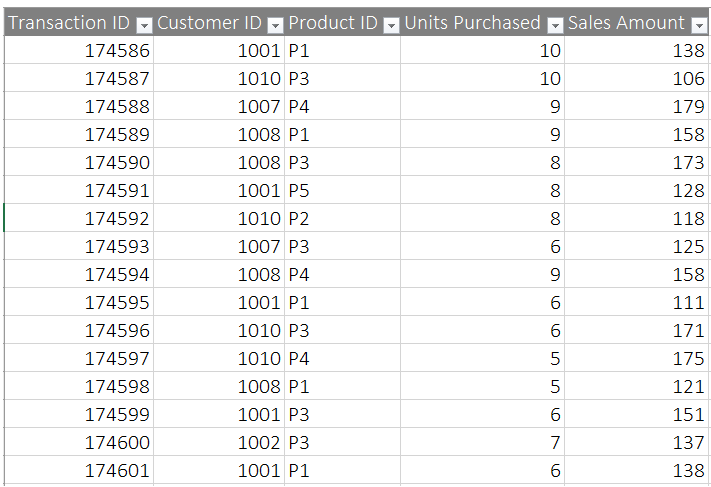 Transaction ID Customer ID Product ID Units Purchased Sales Amount
174586 1001 P1 10 138
174587 1010 P3 10 106
174588 1007 P4 9 179
174589 1008 P1 9 158
174590 1008 P3 8 173
174591 1001 P5 8 128
174592 1010 P2 8 118
174593 1007 P3 6 125
174594 1008 P4 9 158
174595 1001 P1 6 111
174596 1010 P3 6 171
174597 1010 P4 5 175
174598 1008 P1 5 121
174599 1001 P3 6 151
174600 1002 P3 7 137
174601 1001 P1 6 138